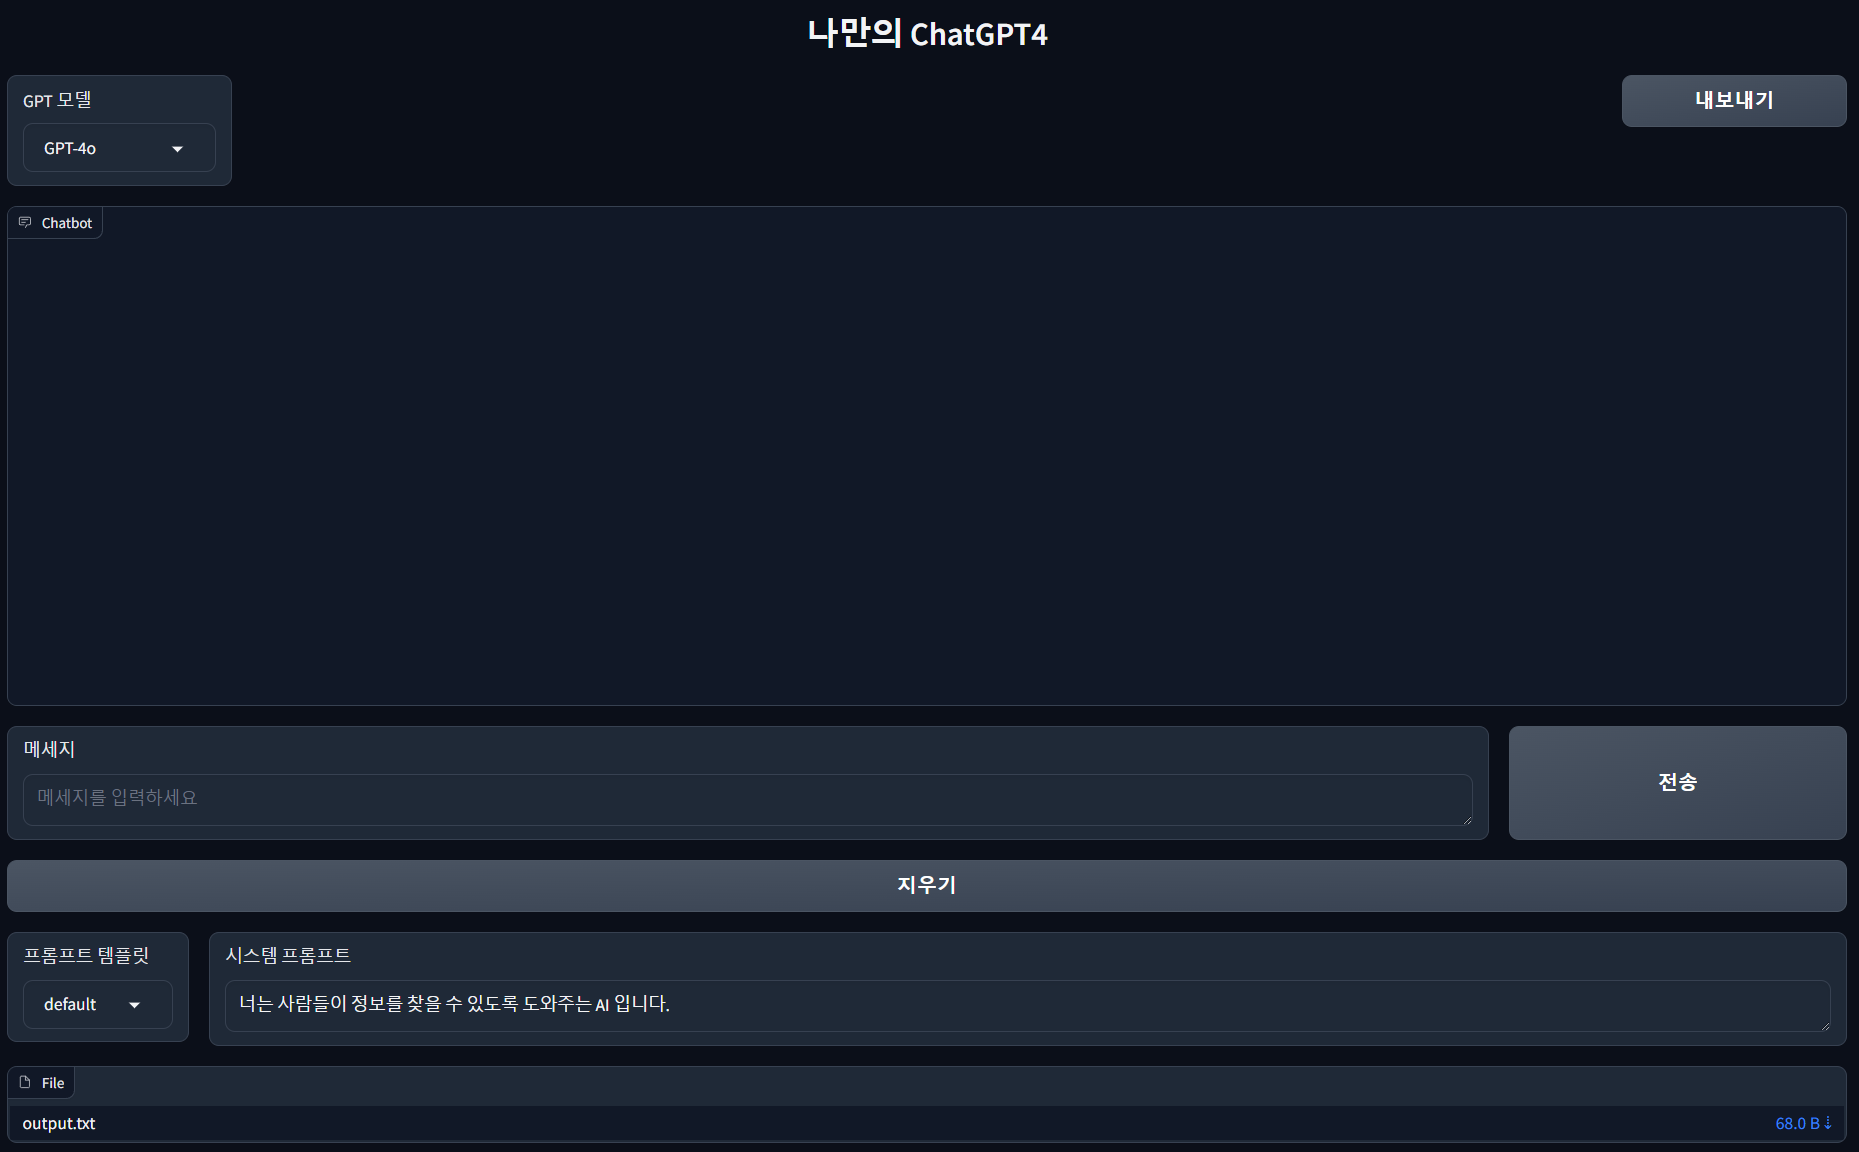 나만의 ChatGPT4
GPT 모델
내보내기
GPT-4o
Chatbot
메세지
메세지를 입력하세요
전송
지우기
프롬프트 템플릿
시스템 프롬프트
default
너는 사람들이 정보를 찾을 수 있도록 도와주는 AI 입니다.
File
output.txt
68.0 B ⇣